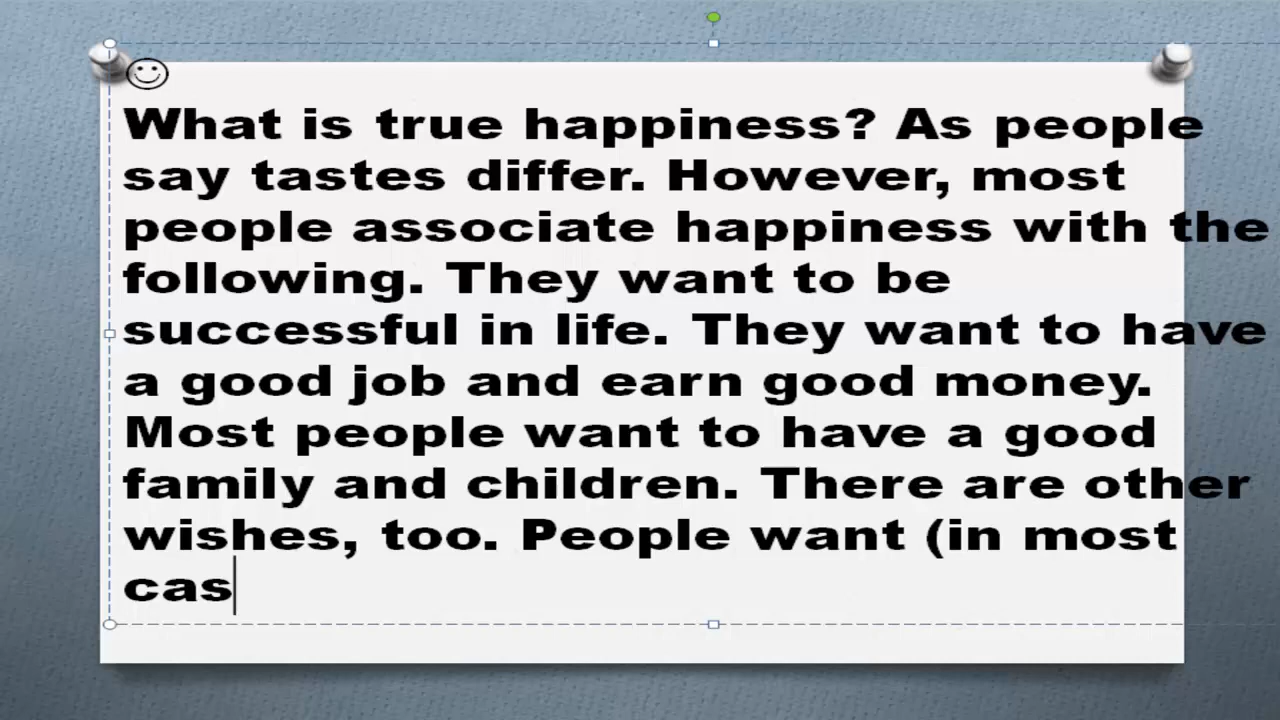 What is true happiness? As people
say tastes differ. However, most
people associate happiness with the
following. They want to be
successful in life. They want to have
a good job and earn good money.
Most people want to have a good
family and children. There are other
wishes, too. People want (in most
cas